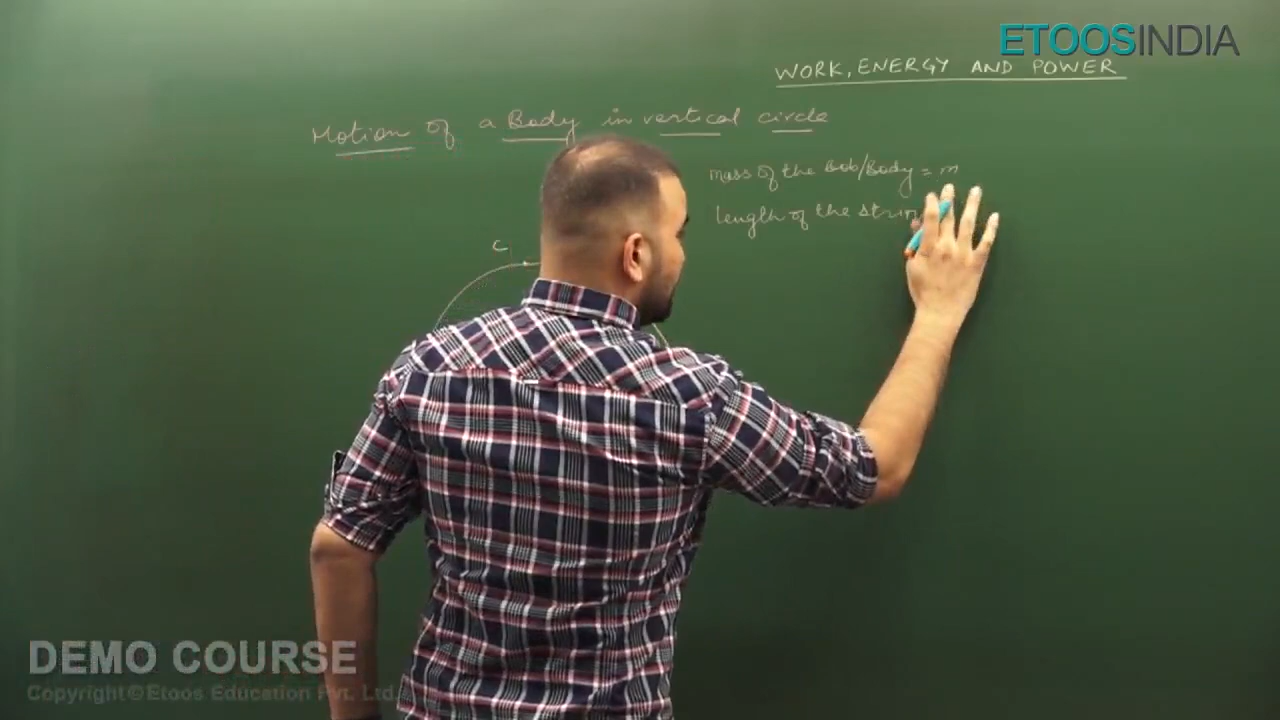 ETOOSINDIA
WORK, ENERGY AND POWER
Motion of a Body in vertical circle
mass of the Bob/Body = m
length of the
C
DEMO COURSE
Copyright©Etoos Education Pvt. Ltd.